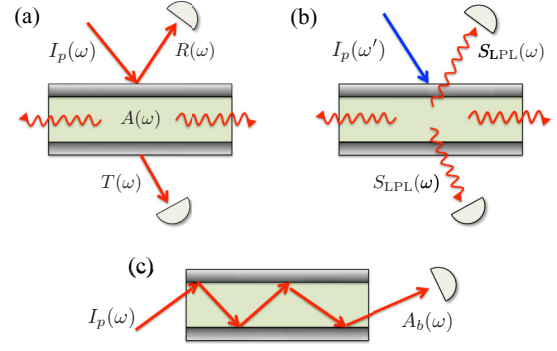 (a)
I_p(ω) R(ω)
A(ω)
T(ω)
(b)
I_p(ω′) S_LPL(ω)
S_LPL(ω)
(c)
I_p(ω) A_b(ω)